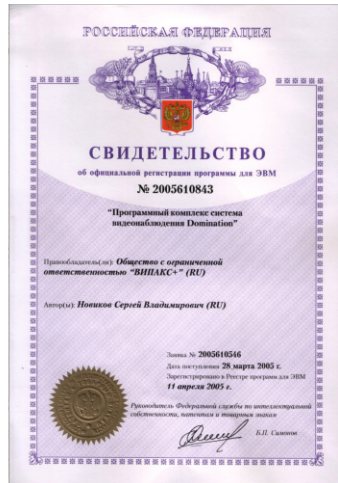 РОССИЙСКАЯ ФЕДЕРАЦИЯ
СВИДЕТЕЛЬСТВО
об официальной регистрации программы для ЭВМ
№ 2005610843
“Программный комплекс система
видеонаблюдения Domination”
Правообладатель(ли): Общество с ограниченной
ответственностью “ВИПАКС+” (RU)
Автор(ы): Новиков Сергей Владимирович (RU)
Заявка № 2005610546
Дата поступления 28 марта 2005 г.
Зарегистрировано в Реестре программ для ЭВМ
11 апреля 2005 г.
Руководитель Федеральной службы по интеллектуальной
собственности, патентам и товарным знакам
Б.П. Симонов